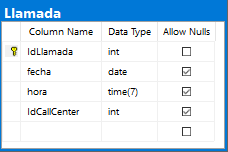 Llamada
Column Name Data Type Allow Nulls
IdLlamada int
fecha date
hora time(7)
IdCallCenter int